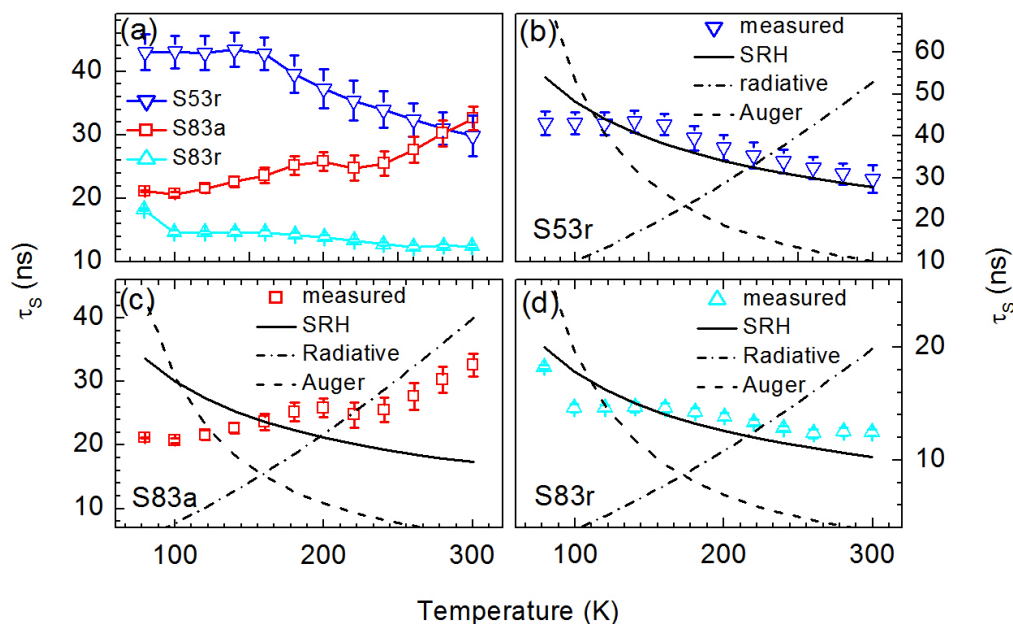 (a)
40
30
20
10
S53r
S83a
S83r
(b)
measured
SRH
radiative
Auger
S53r
60
50
40
30
20
10
(c)
measured
SRH
Radiative
Auger
S83a
40
30
20
10
100
200
300
(d)
measured
SRH
Radiative
Auger
S83r
20
10
100
200
300
τs (ns)
τs (ns)
Temperature (K)